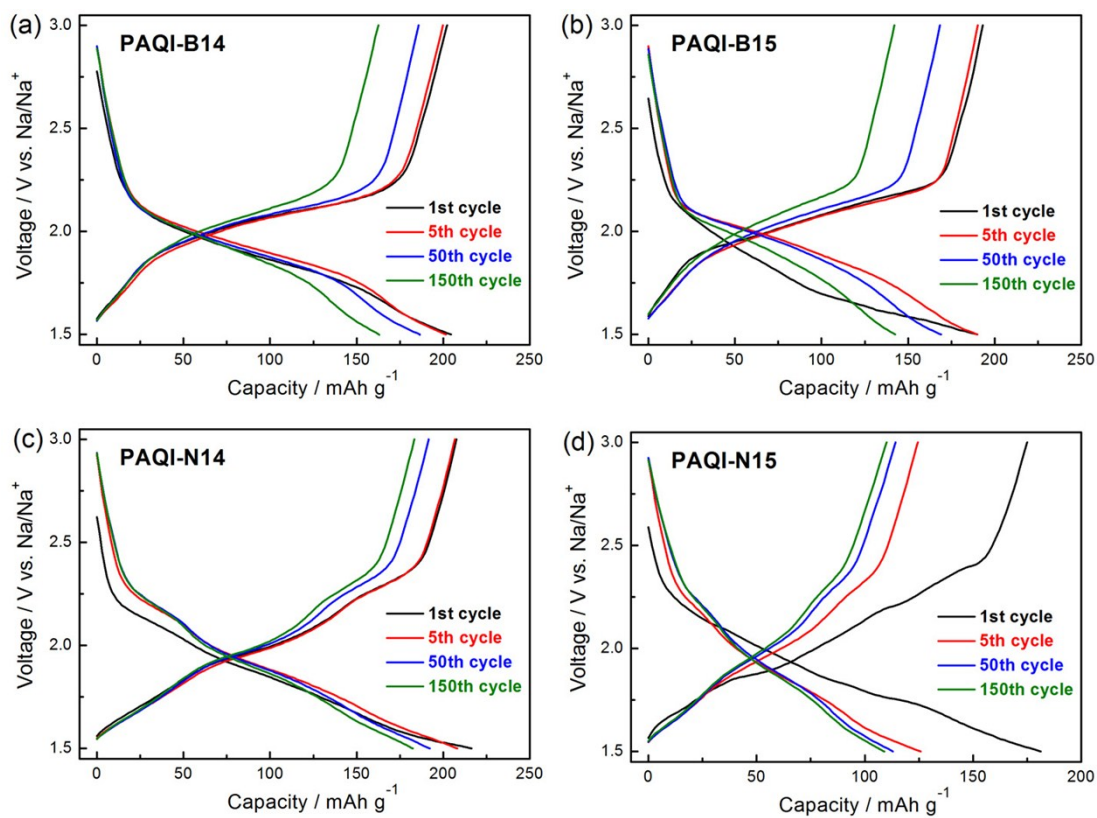 (a)
PAQI-B14
Voltage / V vs. Na/Na⁺
3.0
2.5
2.0
1.5
1st cycle
5th cycle
50th cycle
150th cycle
0 50 100 150 200 250
Capacity / mAh g⁻¹
(b)
PAQI-B15
Voltage / V vs. Na/Na⁺
3.0
2.5
2.0
1.5
1st cycle
5th cycle
50th cycle
150th cycle
0 50 100 150 200 250
Capacity / mAh g⁻¹
(c)
PAQI-N14
Voltage / V vs. Na/Na⁺
3.0
2.5
2.0
1.5
1st cycle
5th cycle
50th cycle
150th cycle
0 50 100 150 200 250
Capacity / mAh g⁻¹
(d)
PAQI-N15
Voltage / V vs. Na/Na⁺
3.0
2.5
2.0
1.5
1st cycle
5th cycle
50th cycle
150th cycle
0 50 100 150 200
Capacity / mAh g⁻¹